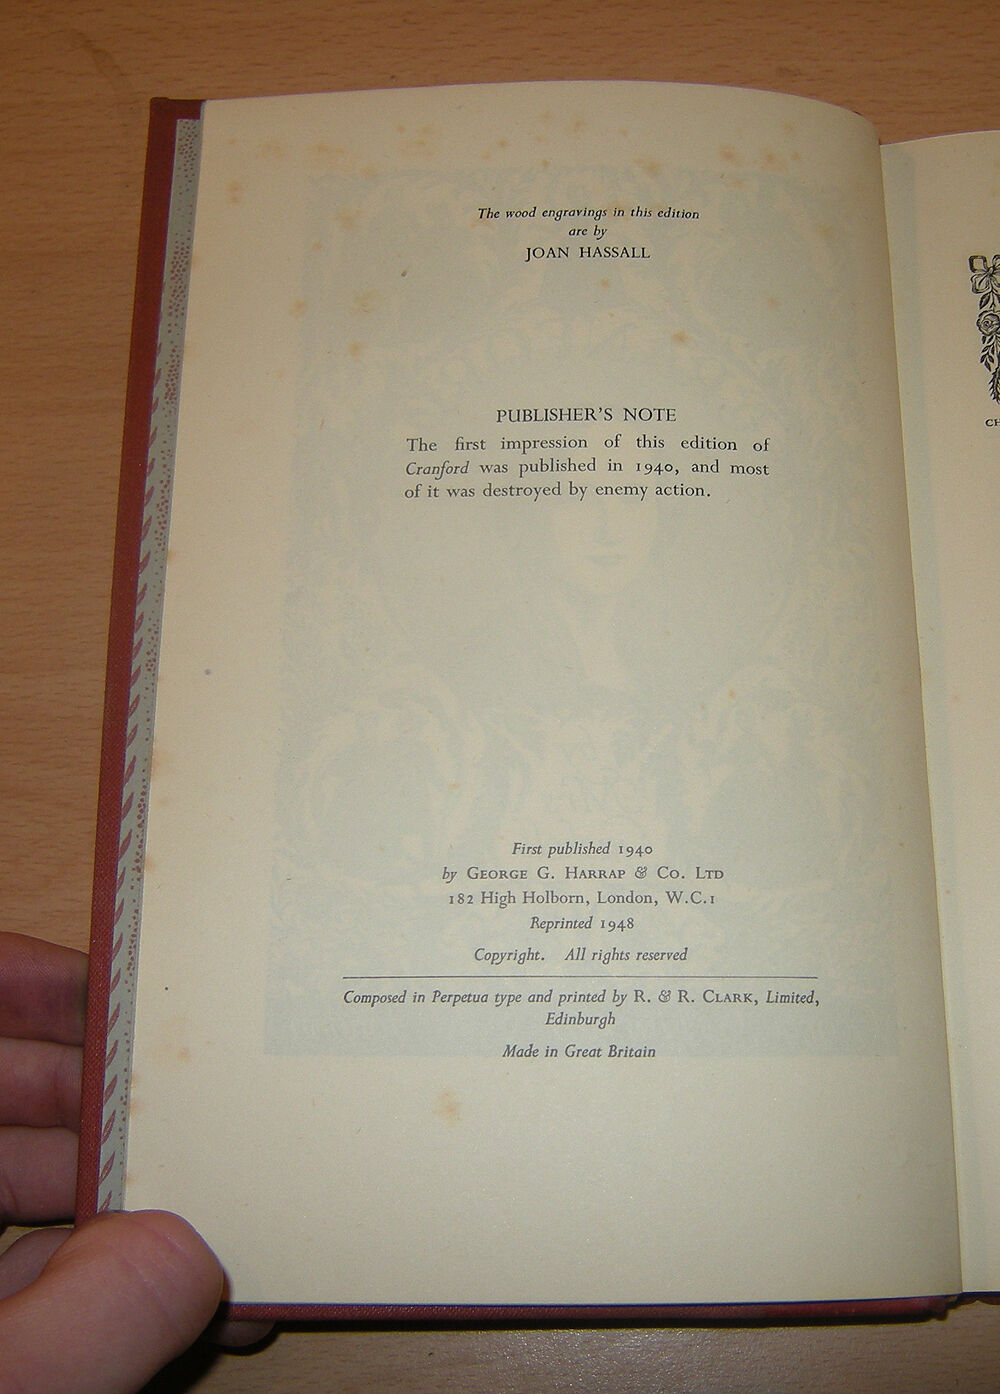 The wood engravings in this edition
are by
JOAN HASSALL
PUBLISHER'S NOTE
The first impression of this edition of
Cranford was published in 1940, and most
of it was destroyed by enemy action.
First published 1940
by GEORGE G. HARRAP & CO. LTD
182 High Holborn, London, W.C.1
Reprinted 1948
Copyright. All rights reserved
Composed in Perpetua type and printed by R. & R. CLARK, Limited,
Edinburgh
Made in Great Britain